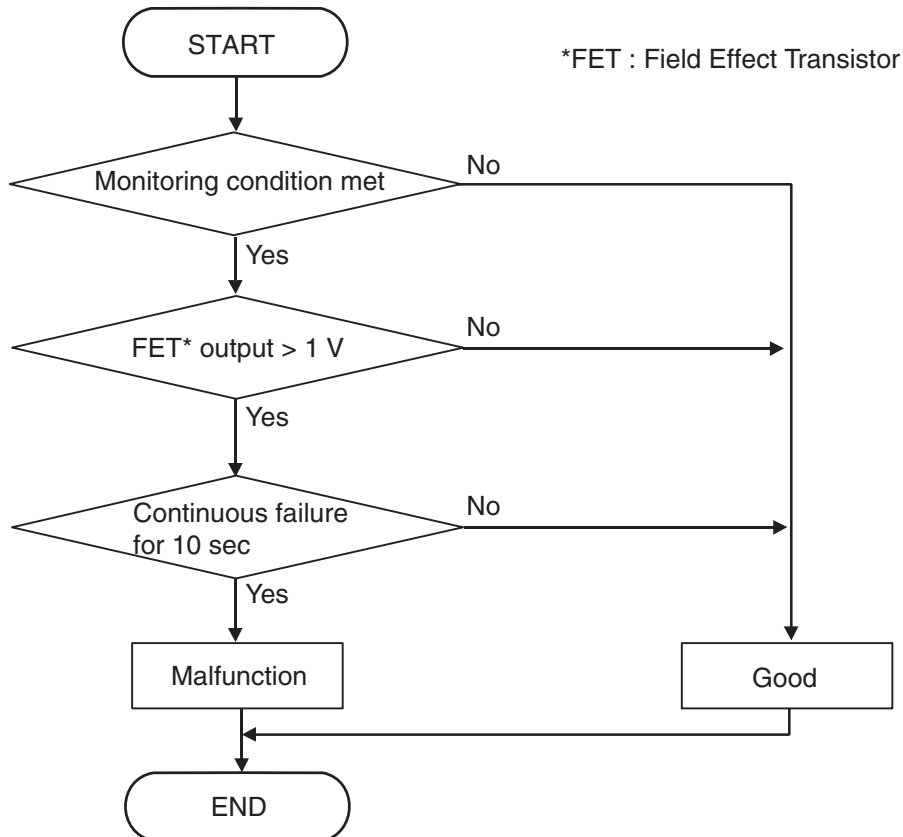 START
*FET : Field Effect Transistor
Monitoring condition met
No
Yes
FET* output > 1 V
No
Yes
Continuous failure
for 10 sec
No
Yes
Malfunction
Good
END